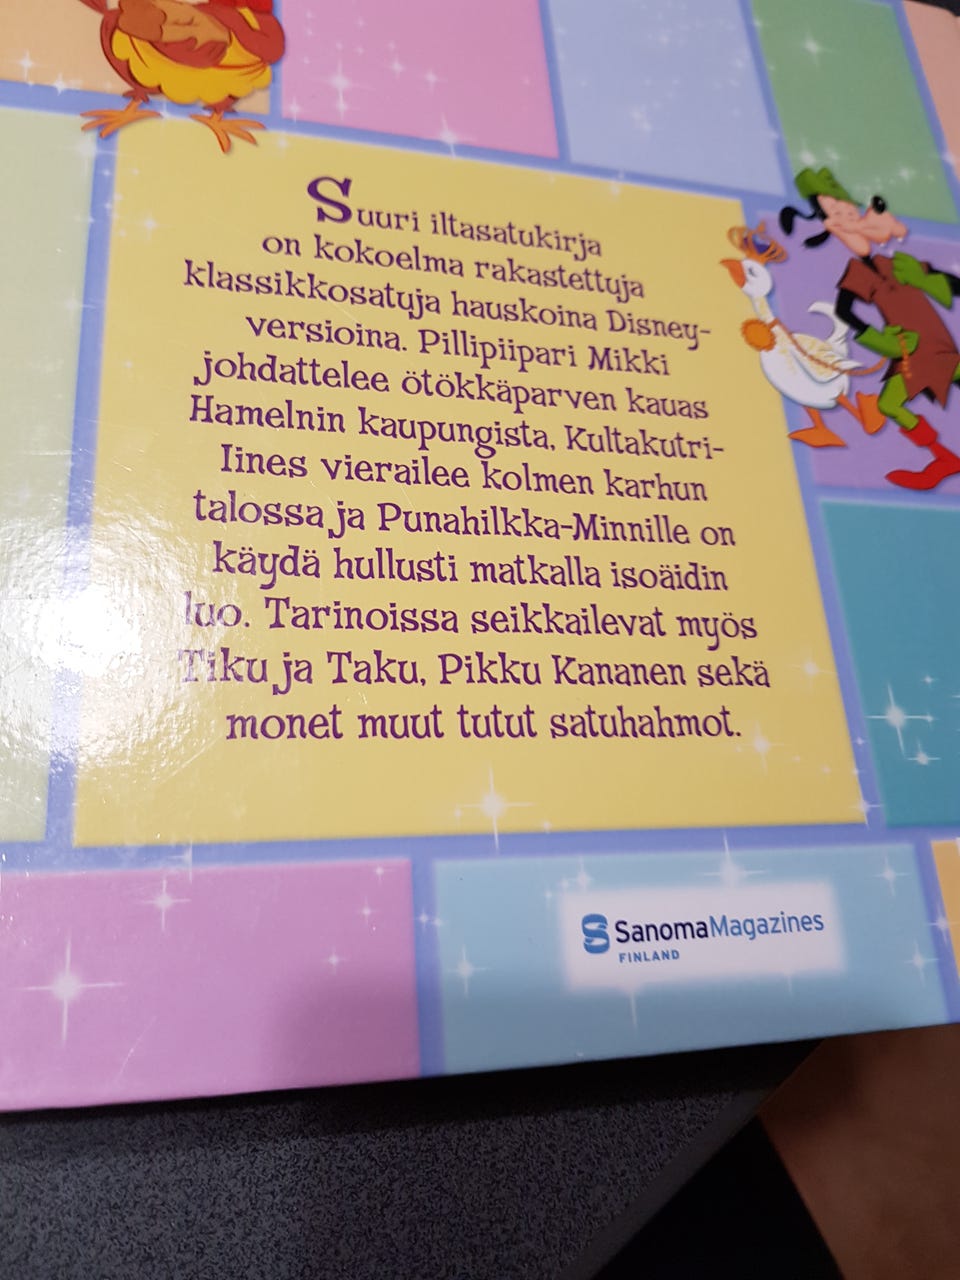 Suuri iltasatukirja
on kokoelma rakastettuja
klassikkosatuja hauskoina Disney-
versioina. Pillipiipari Mikki
johdattelee ötökkäparven kauas
Hamelnin kaupungista, Kultakutri-
Iines vierailee kolmen karhun
talossa ja Punahilkka-Minnille on
käydä hullusti matkalla isoäidin
luo. Tarinoissa seikkailevat myös
Tiku ja Taku, Pikku Kananen sekä
monet muut tutut satuhahmot.
SanomaMagazines
FINLAND